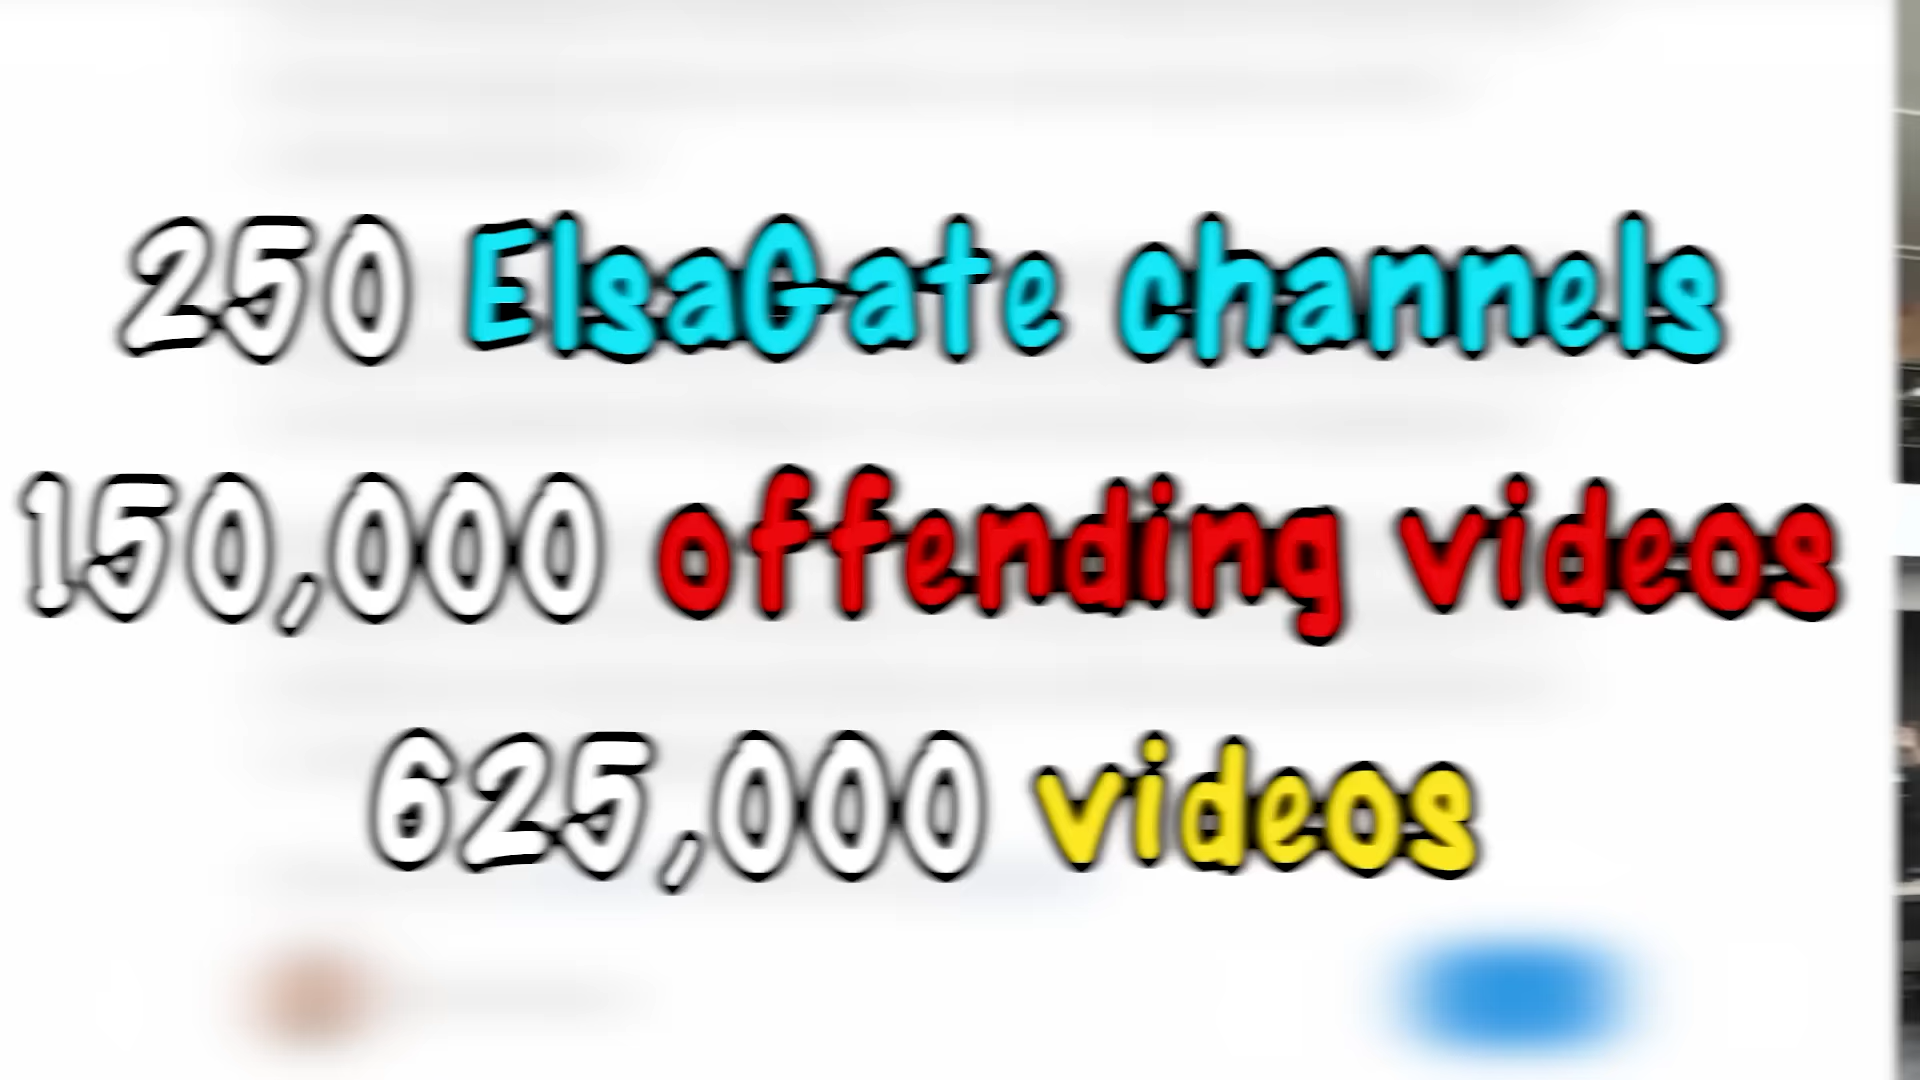 250 ElsaGate channels
150,000 offending videos
625,000 videos